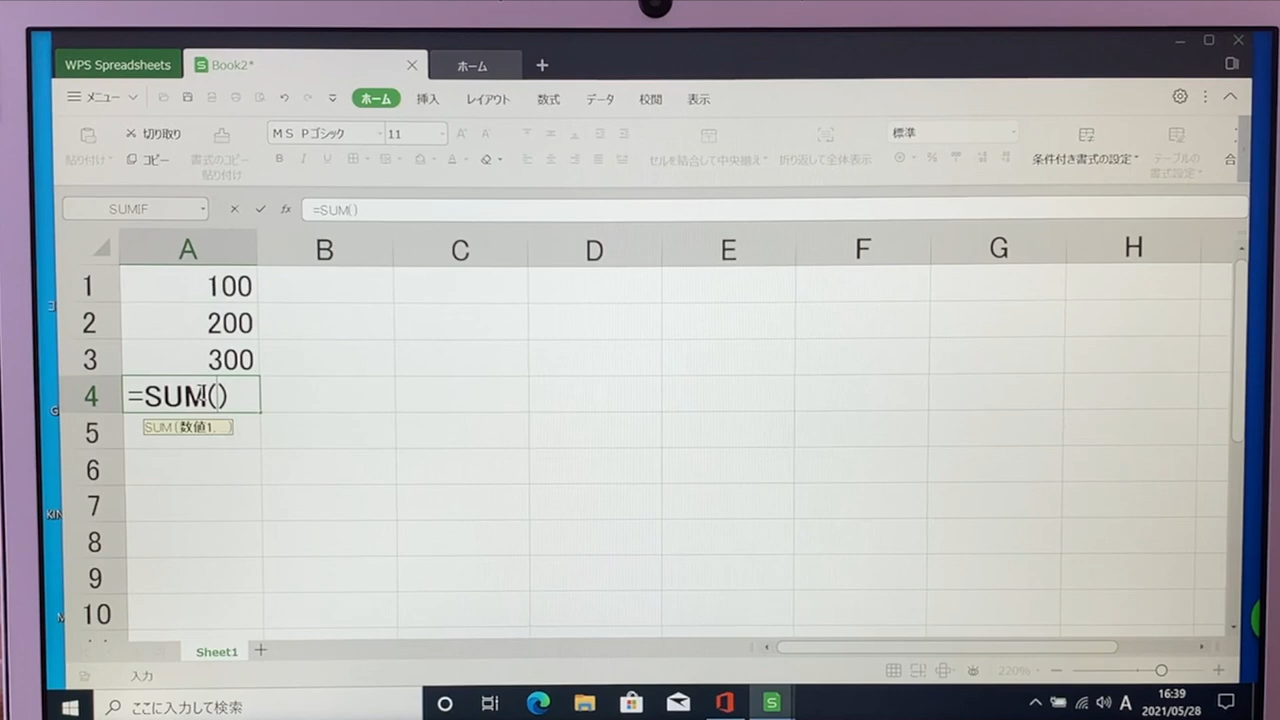 WPS Spreadsheets
Book2*
ホーム
メニュー
ホーム
挿入
レイアウト
数式
データ
校閲
表示
貼り付け
切り取り
コピー
書式のコピー
貼り付け
MS Pゴシック
11
セルを結合して中央揃え
折り返して全体表示
標準
条件付き書式の設定
テーブルの
書式設定
合
SUMIF
fx
=SUM()
A B C D E F G H
1 100
2 200
3 300
4 =SUM()
SUM(数値1, )
5
6
7
8
9
10
Sheet1
入力
220%
ここに入力して検索
A
16:39
2021/05/28